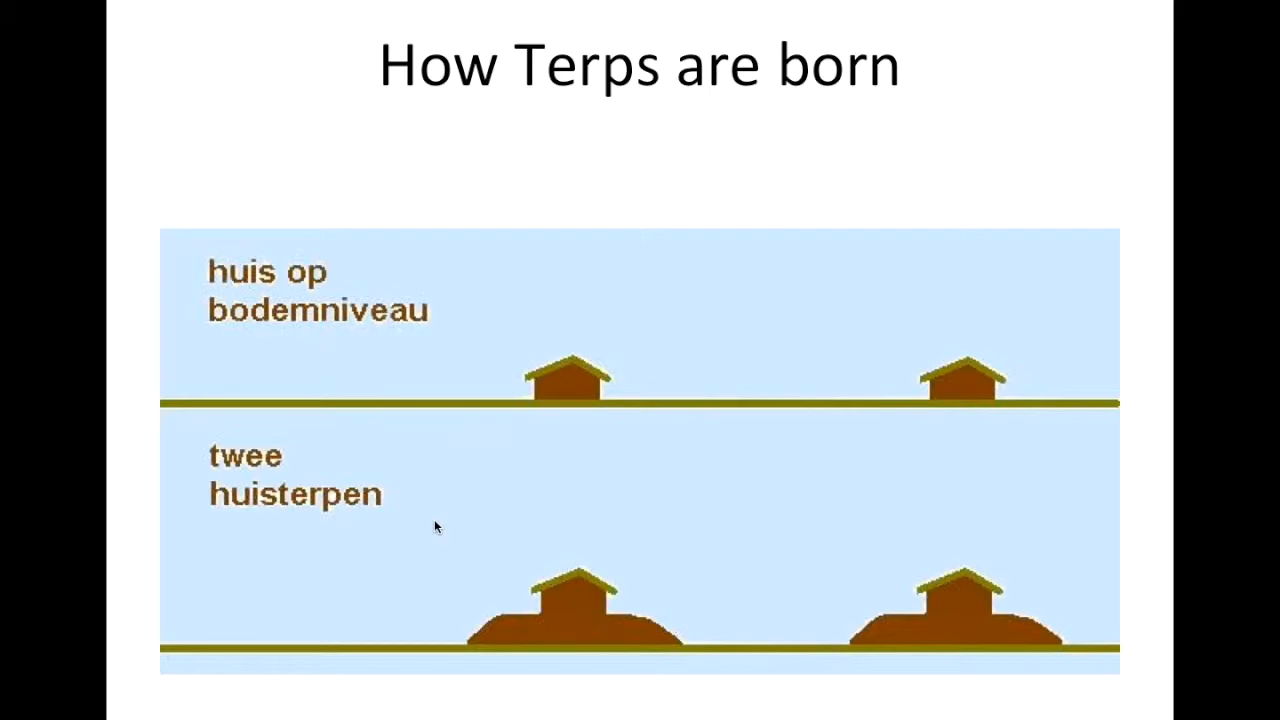 How Terps are born
huis op
bodemniveau
twee
huisterpen